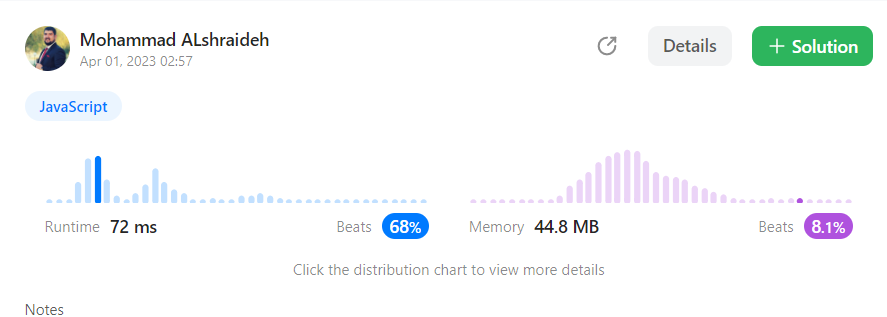 Mohammad ALshraideh
Apr 01, 2023 02:57
Details
+ Solution
JavaScript
Runtime 72 ms Beats 68%
Memory 44.8 MB Beats 8.1%
Click the distribution chart to view more details
Notes